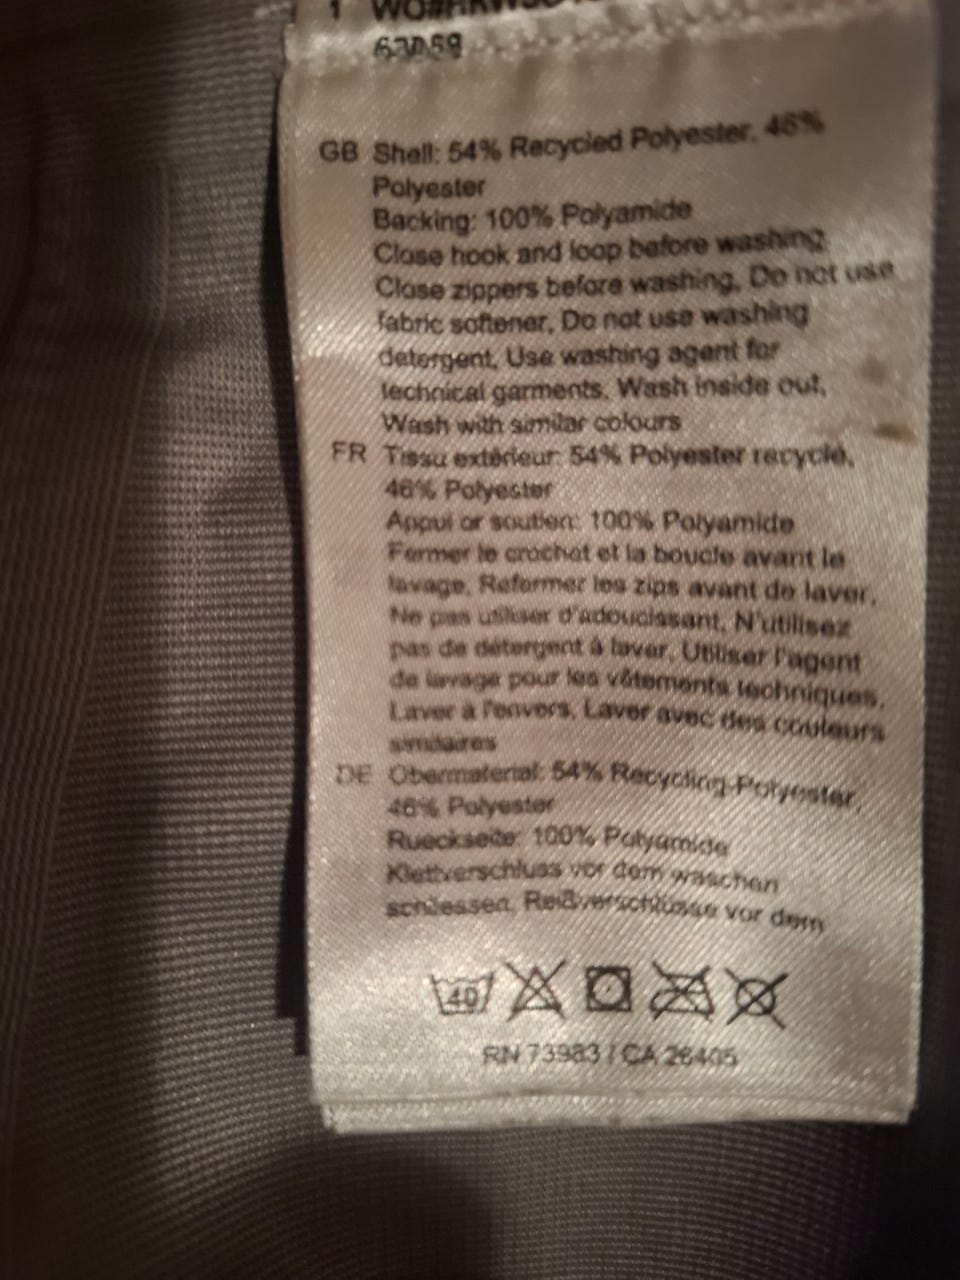 1
63D59
GB Shell: 54% Recycled Polyester, 46%
Polyester
Backing: 100% Polyamide
Close hook and loop before washing
Close zippers before washing, Do not use
fabric softener, Do not use washing
detergent, Use washing agent for
technical garments, Wash inside out,
Wash with similar colours
FR Tissu extérieur: 54% Polyester recyclé,
46% Polyester
Appui or soutien: 100% Polyamide
Fermer le crochet et la boucle avant le
lavage, Refermer les zips avant de laver,
Ne pas utiliser d'adoucissant, N'utilisez
pas de détergent à laver, Utiliser l'agent
de lavage pour les vêtements techniques,
Laver à l'envers, Laver avec des couleurs
similaires
DE Obermaterial: 54% Recycling-Polyester,
46% Polyester
Rueckseite: 100% Polyamide
Klettverschluss vor dem waschen
schliessen, Reißverschlüsse vor dem
40
RN 73983 / CA 26405